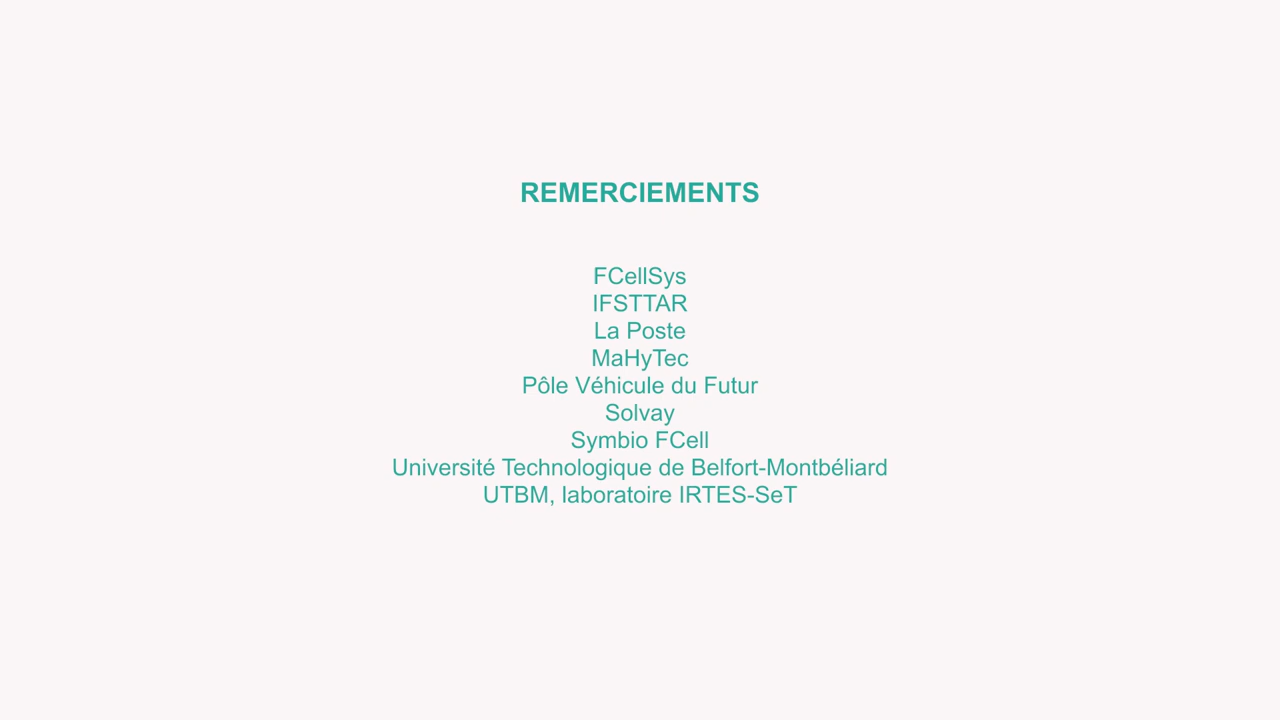 REMERCIEMENTS
FCellSys
IFSTTAR
La Poste
MaHyTec
Pôle Véhicule du Futur
Solvay
Symbio FCell
Université Technologique de Belfort-Montbéliard
UTBM, laboratoire IRTES-SeT